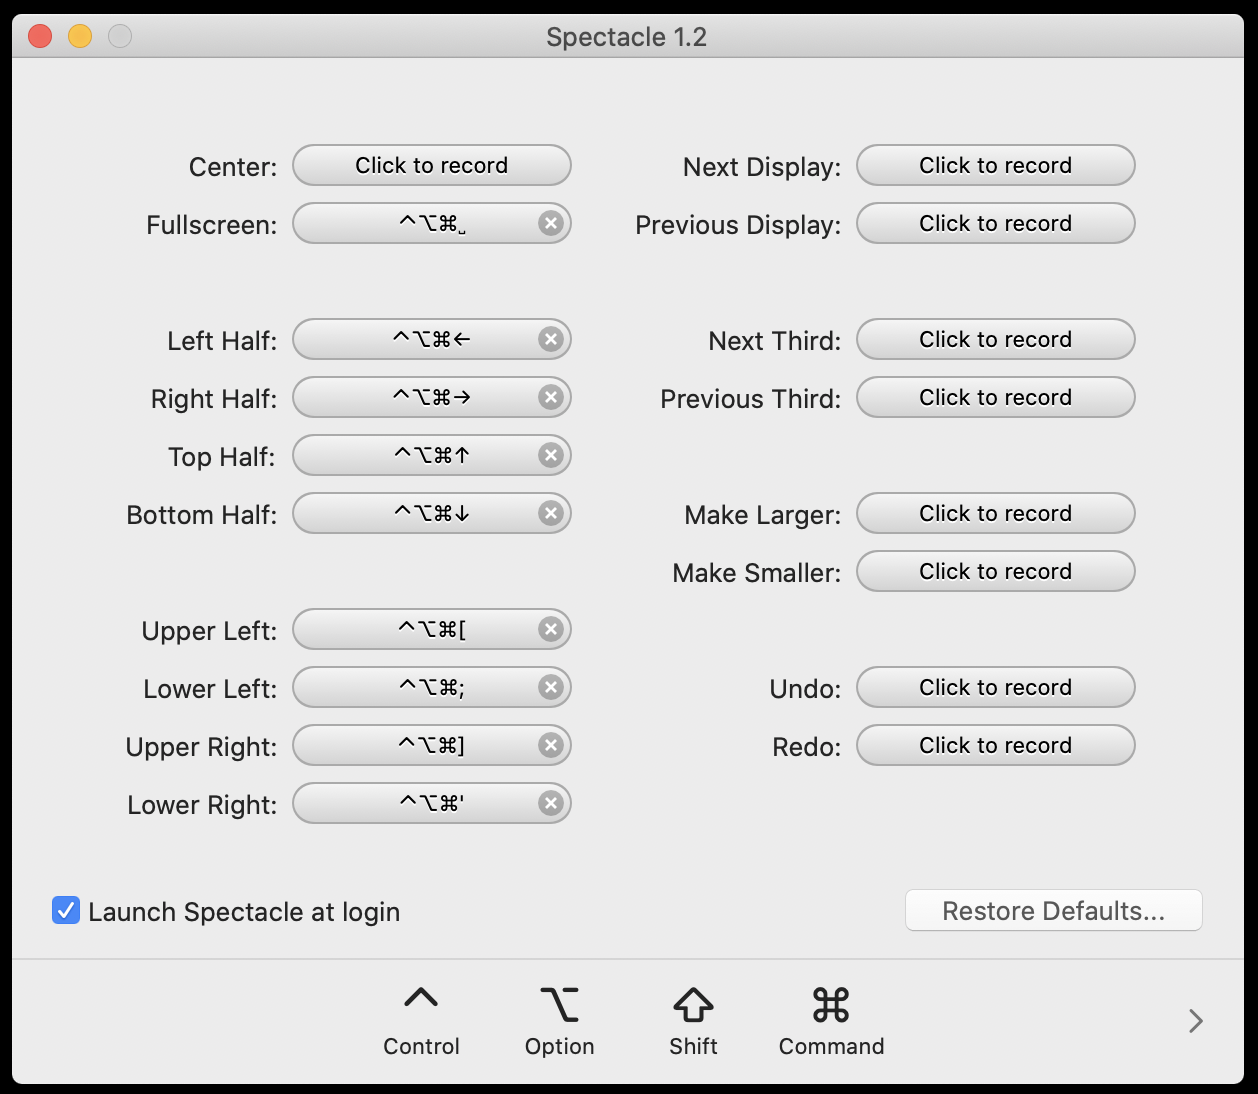 Spectacle 1.2
Center: Click to record
Fullscreen: ^⌥⌘˽
Left Half: ^⌥⌘←
Right Half: ^⌥⌘→
Top Half: ^⌥⌘↑
Bottom Half: ^⌥⌘↓
Upper Left: ^⌥⌘[
Lower Left: ^⌥⌘;
Upper Right: ^⌥⌘]
Lower Right: ^⌥⌘'
Next Display: Click to record
Previous Display: Click to record
Next Third: Click to record
Previous Third: Click to record
Make Larger: Click to record
Make Smaller: Click to record
Undo: Click to record
Redo: Click to record
Launch Spectacle at login
Restore Defaults...
^ ⌥ ⇧ ⌘
Control Option Shift Command